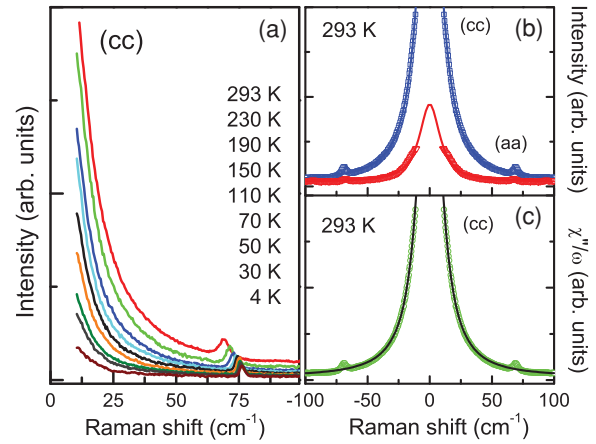 (cc)
(a)
293 K
230 K
190 K
150 K
110 K
70 K
50 K
30 K
4 K
Intensity (arb. units)
0 25 50 75 -1
Raman shift (cm-1)
293 K
(cc)
(b)
(aa)
Intensity (arb. units)
293 K
(cc)
(c)
χ"/ω (arb. units)
00 -50 0 50 100
Raman shift (cm-1)